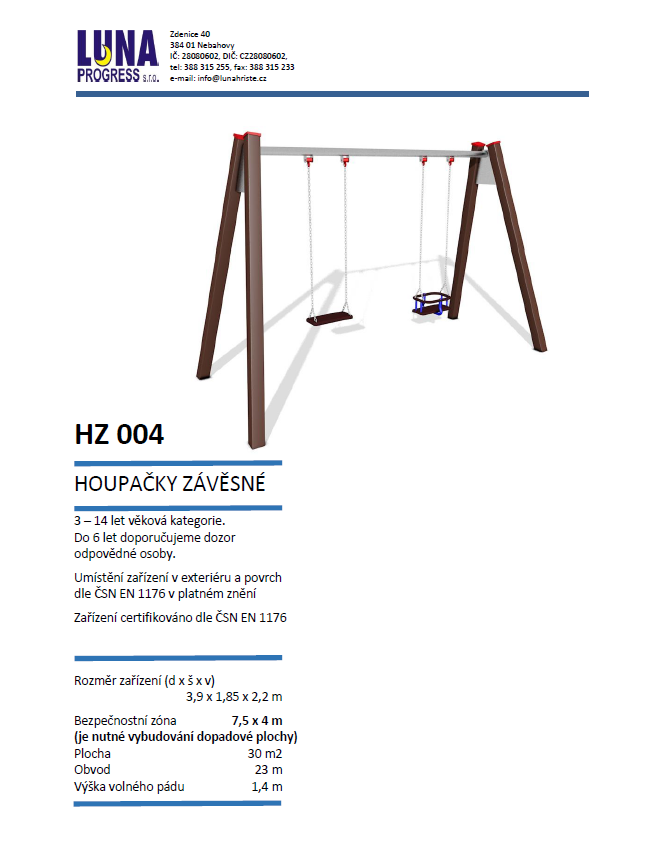 LUNA
PROGRESS s.r.o.
Zdenice 40
384 01 Nebahovy
IČ: 28080602, DIČ: CZ28080602,
tel: 388 315 255, fax: 388 315 233
e-mail: info@lunahriste.cz
HZ 004
HOUPAČKY ZÁVĚSNÉ
3 – 14 let věková kategorie.
Do 6 let doporučujeme dozor
odpovědné osoby.
Umístění zařízení v exteriéru a povrch
dle ČSN EN 1176 v platném znění
Zařízení certifikováno dle ČSN EN 1176
Rozměr zařízení (d x š x v)
3,9 x 1,85 x 2,2 m
Bezpečnostní zóna 7,5 x 4 m
(je nutné vybudování dopadové plochy)
Plocha 30 m2
Obvod 23 m
Výška volného pádu 1,4 m